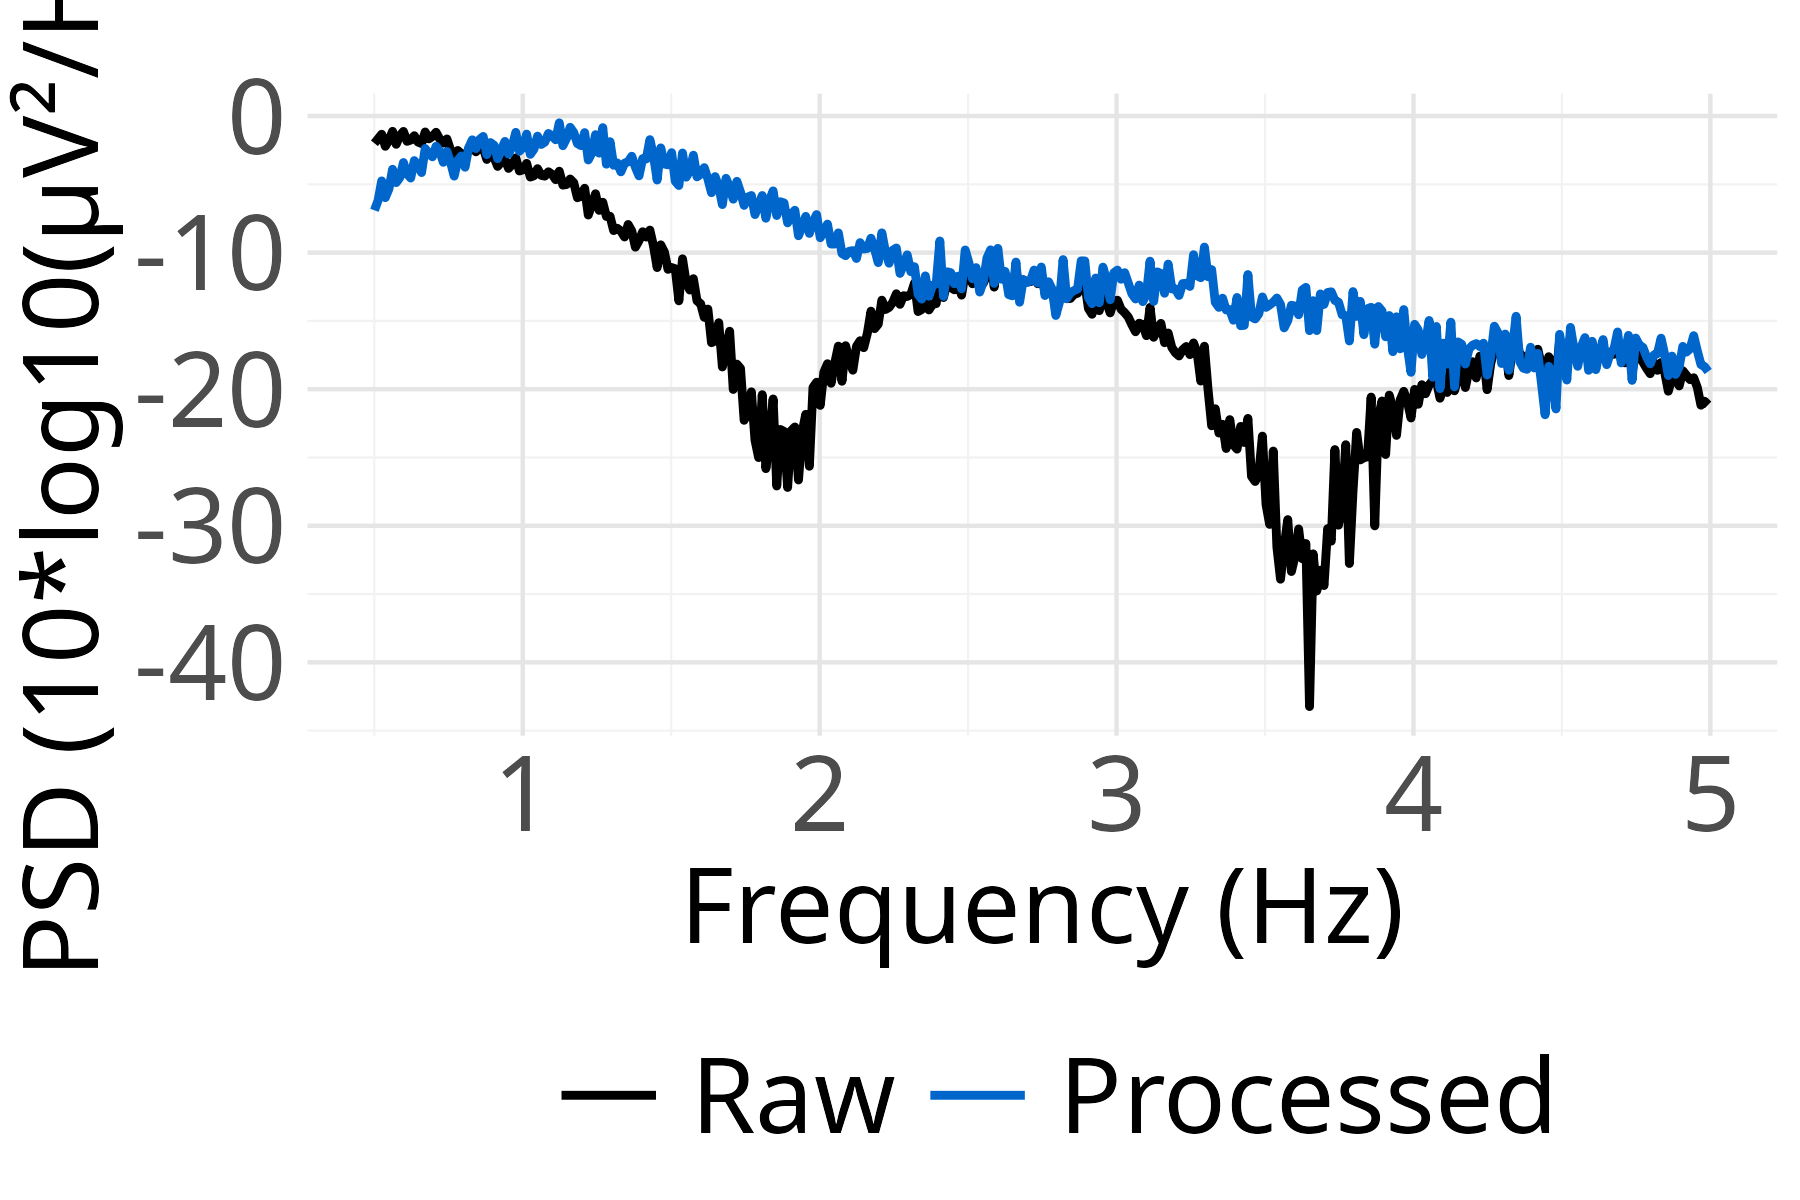 PSD (10*log10(μV²/H
0
-10
-20
-30
-40
1 2 3 4 5
Frequency (Hz)
Raw Processed